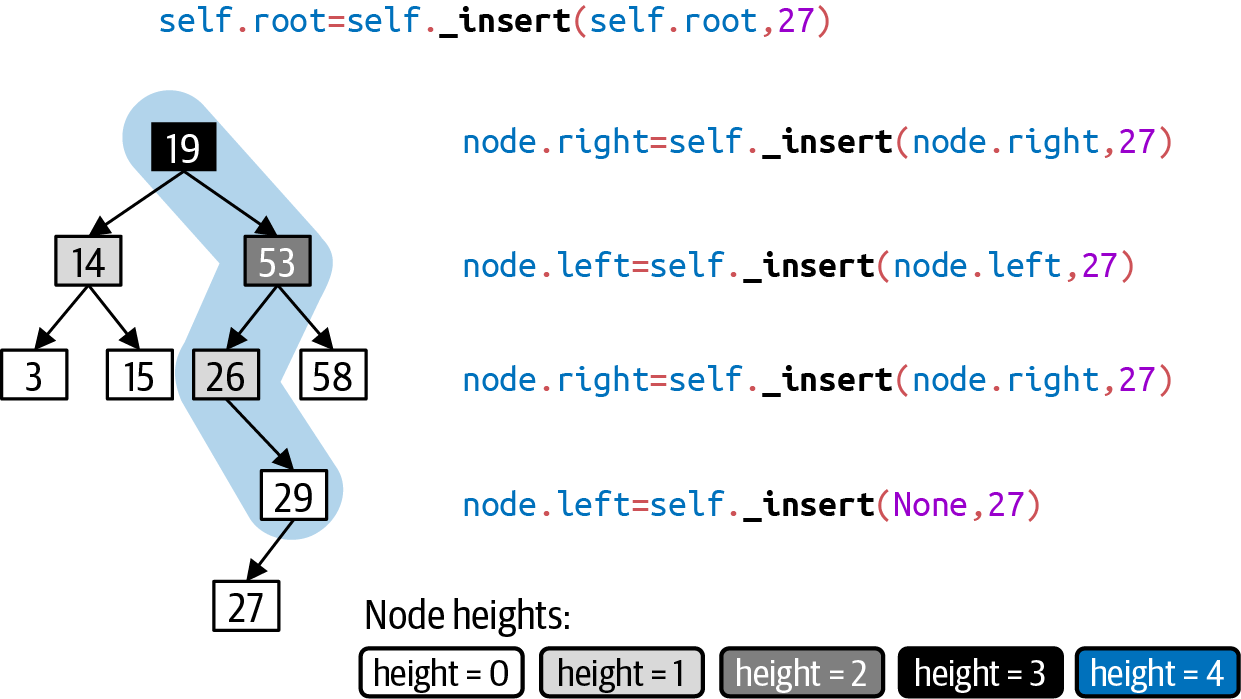 self.root=self._insert(self.root,27)
19
node.right=self._insert(node.right,27)
14
53
node.left=self._insert(node.left,27)
3
15
26
58
node.right=self._insert(node.right,27)
29
node.left=self._insert(None,27)
27
Node heights:
height = 0
height = 1
height = 2
height = 3
height = 4